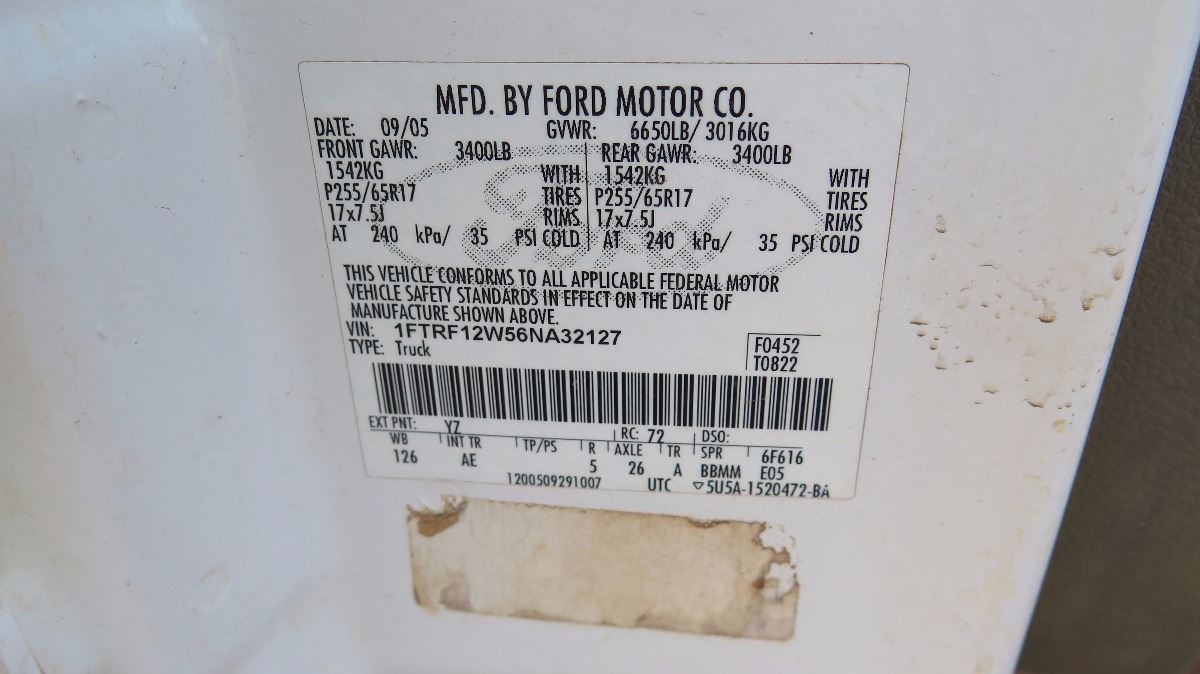 MFD. BY FORD MOTOR CO.
DATE: 09/05 GVWR: 6650LB/ 3016KG
FRONT GAWR: 3400LB REAR GAWR: 3400LB
1542KG WITH 1542KG WITH
P255/65R17 TIRES P255/65R17 TIRES
17x7.5J RIMS 17x7.5J RIMS
AT 240 kPa/ 35 PSI COLD AT 240 kPa/ 35 PSI COLD
Ford
THIS VEHICLE CONFORMS TO ALL APPLICABLE FEDERAL MOTOR
VEHICLE SAFETY STANDARDS IN EFFECT ON THE DATE OF
MANUFACTURE SHOWN ABOVE.
VIN: 1FTRF12W56NA32127
TYPE: Truck
F0452
T0822
EXT PNT: YZ RC: 72 DSO:
WB INT TR TP/PS R AXLE TR SPR 6F616
126 AE 5 26 A BBMM E05
1200509291007 UTC ▽5U5A-1520472-BA